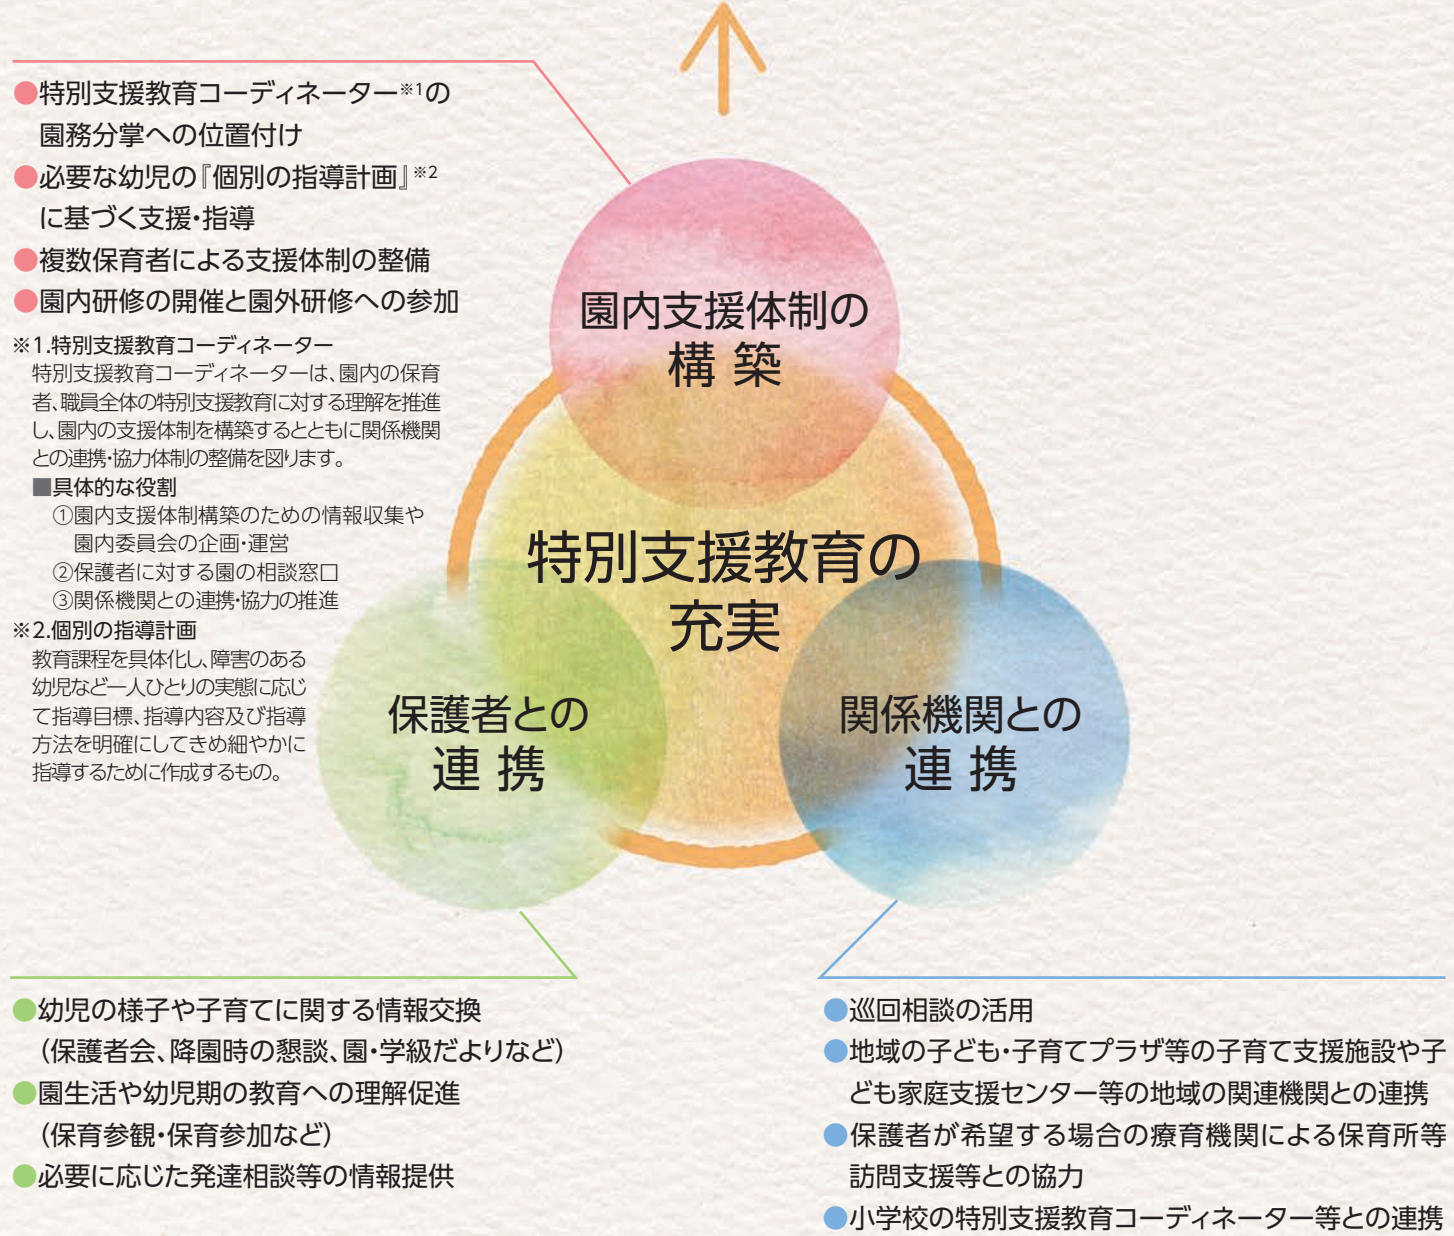 ●特別支援教育コーディネーター※1の
園務分掌への位置付け
●必要な幼児の『個別の指導計画』※2
に基づく支援・指導
●複数保育者による支援体制の整備
●園内研修の開催と園外研修への参加
※1.特別支援教育コーディネーター
特別支援教育コーディネーターは、園内の保育
者、職員全体の特別支援教育に対する理解を推進
し、園内の支援体制を構築するとともに関係機関
との連携・協力体制の整備を図ります。
■具体的な役割
①園内支援体制構築のための情報収集や
園内委員会の企画・運営
②保護者に対する園の相談窓口
③関係機関との連携・協力の推進
※2.個別の指導計画
教育課程を具体化し、障害のある
幼児など一人ひとりの実態に応じ
て指導目標、指導内容及び指導
方法を明確にしてきめ細やかに
指導するために作成するもの。
園内支援体制の
構築
特別支援教育の
充実
保護者との
連携
関係機関との
連携
●幼児の様子や子育てに関する情報交換
(保護者会、降園時の懇談、園・学級だよりなど)
●園生活や幼児期の教育への理解促進
(保育参観・保育参加など)
●必要に応じた発達相談等の情報提供
●巡回相談の活用
●地域の子ども・子育てプラザ等の子育て支援施設や子
ども家庭支援センター等の地域の関連機関との連携
●保護者が希望する場合の療育機関による保育所等
訪問支援等との協力
●小学校の特別支援教育コーディネーター等との連携